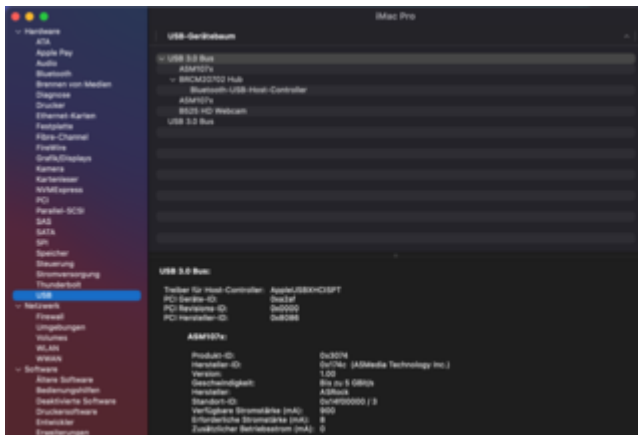 iMac Pro
Hardware
ATA
Apple Pay
Audio
Bluetooth
Brennen von Medien
Diagnose
Drucker
Ethernet-Karten
Festplatte
Fibre-Channel
FireWire
Grafik/Displays
Kamera
Kartenleser
NVMExpress
PCI
Parallel-SCSI
SAS
SATA
SPI
Speicher
Steuerung
Stromversorgung
Thunderbolt
USB
Netzwerk
Firewall
Umgebungen
Volumes
WLAN
WWAN
Software
Ältere Software
Bedienungshilfen
Deaktivierte Software
Druckersoftware
Entwickler
Erweiterungen
USB-Gerätebaum
USB 3.0 Bus
ASM107x
BRCM20702 Hub
Bluetooth-USB-Host-Controller
ASM107x
B525 HD Webcam
USB 3.0 Bus
USB 3.0 Bus:
Treiber für Host-Controller: AppleUSBXHCISPT
PCI Geräte-ID: 0xa2af
PCI Revisions-ID: 0x0000
PCI Hersteller-ID: 0x8086
ASM107x:
Produkt-ID: 0x3074
Hersteller-ID: 0x174c (ASMedia Technology Inc.)
Version: 1.00
Geschwindigkeit: Bis zu 5 GBit/s
Hersteller: ASRock
Standort-ID: 0x14f00000 / 3
Verfügbare Stromstärke (mA): 900
Erforderliche Stromstärke (mA): 8
Zusätzlicher Betriebsstrom (mA): 0